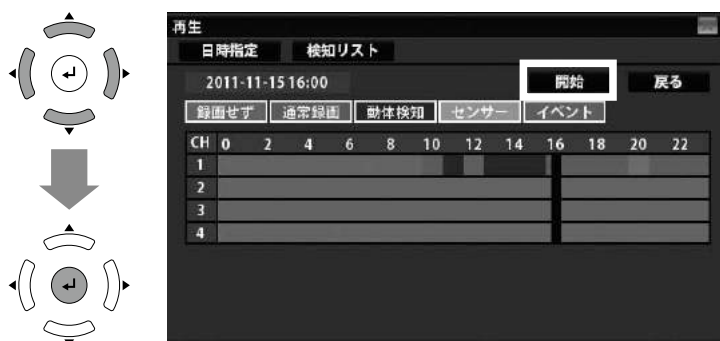 再生
日時指定 検知リスト
2011-11-15 16:00 開始 戻る
録画せず 通常録画 動体検知 センサー イベント
CH 0 2 4 6 8 10 12 14 16 18 20 22
1
2
3
4